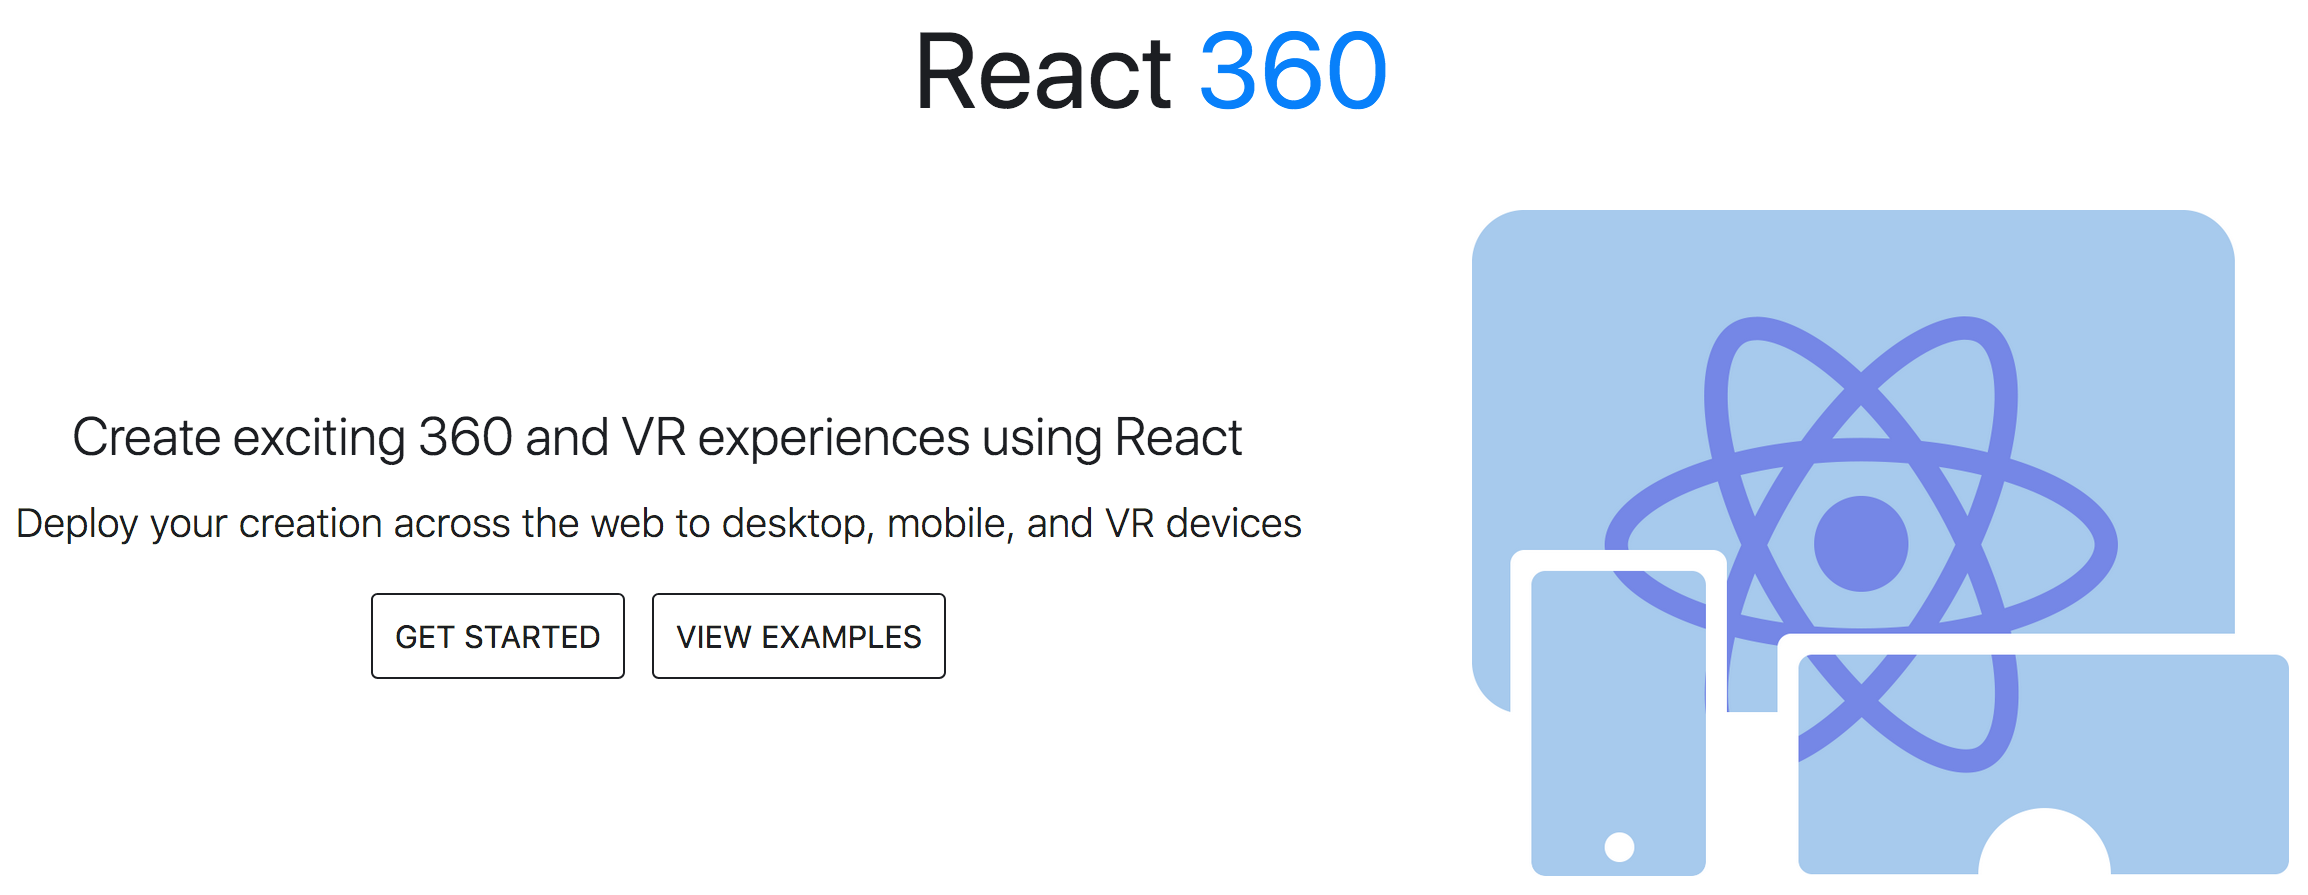 React 360
Create exciting 360 and VR experiences using React
Deploy your creation across the web to desktop, mobile, and VR devices
GET STARTED
VIEW EXAMPLES